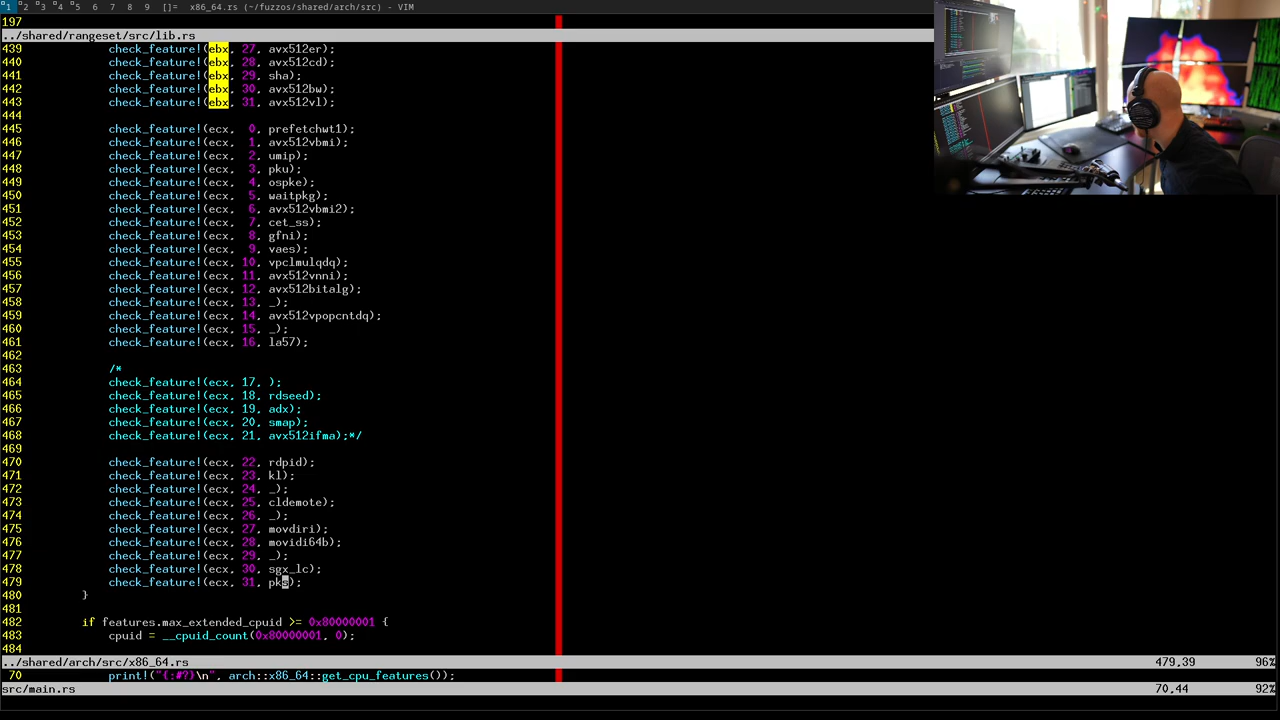 1 2 3 4 5 6 7 8 9 []= x86_64.rs (~/fuzzos/shared/arch/src) - VIM
197
../shared/rangeset/src/lib.rs
439 check_feature!(ebx, 27, avx512er);
440 check_feature!(ebx, 28, avx512cd);
441 check_feature!(ebx, 29, sha);
442 check_feature!(ebx, 30, avx512bw);
443 check_feature!(ebx, 31, avx512vl);
444
445 check_feature!(ecx,  0, prefetchwt1);
446 check_feature!(ecx,  1, avx512vbmi);
447 check_feature!(ecx,  2, umip);
448 check_feature!(ecx,  3, pku);
449 check_feature!(ecx,  4, ospke);
450 check_feature!(ecx,  5, waitpkg);
451 check_feature!(ecx,  6, avx512vbmi2);
452 check_feature!(ecx,  7, cet_ss);
453 check_feature!(ecx,  8, gfni);
454 check_feature!(ecx,  9, vaes);
455 check_feature!(ecx, 10, vpclmulqdq);
456 check_feature!(ecx, 11, avx512vnni);
457 check_feature!(ecx, 12, avx512bitalg);
458 check_feature!(ecx, 13, _);
459 check_feature!(ecx, 14, avx512vpopcntdq);
460 check_feature!(ecx, 15, _);
461 check_feature!(ecx, 16, la57);
462
463 /*
464 check_feature!(ecx, 17, );
465 check_feature!(ecx, 18, rdseed);
466 check_feature!(ecx, 19, adx);
467 check_feature!(ecx, 20, smap);
468 check_feature!(ecx, 21, avx512ifma);*/
469
470 check_feature!(ecx, 22, rdpid);
471 check_feature!(ecx, 23, kl);
472 check_feature!(ecx, 24, _);
473 check_feature!(ecx, 25, cldemote);
474 check_feature!(ecx, 26, _);
475 check_feature!(ecx, 27, movdiri);
476 check_feature!(ecx, 28, movidi64b);
477 check_feature!(ecx, 29, _);
478 check_feature!(ecx, 30, sgx_lc);
479 check_feature!(ecx, 31, pks);
480 }
481
482 if features.max_extended_cpuid >= 0x80000001 {
483 cpuid = __cpuid_count(0x80000001, 0);
484
../shared/arch/src/x86_64.rs 479,39 96%
70 print!("{:#?}\n", arch::x86_64::get_cpu_features());
src/main.rs 70,44 92%